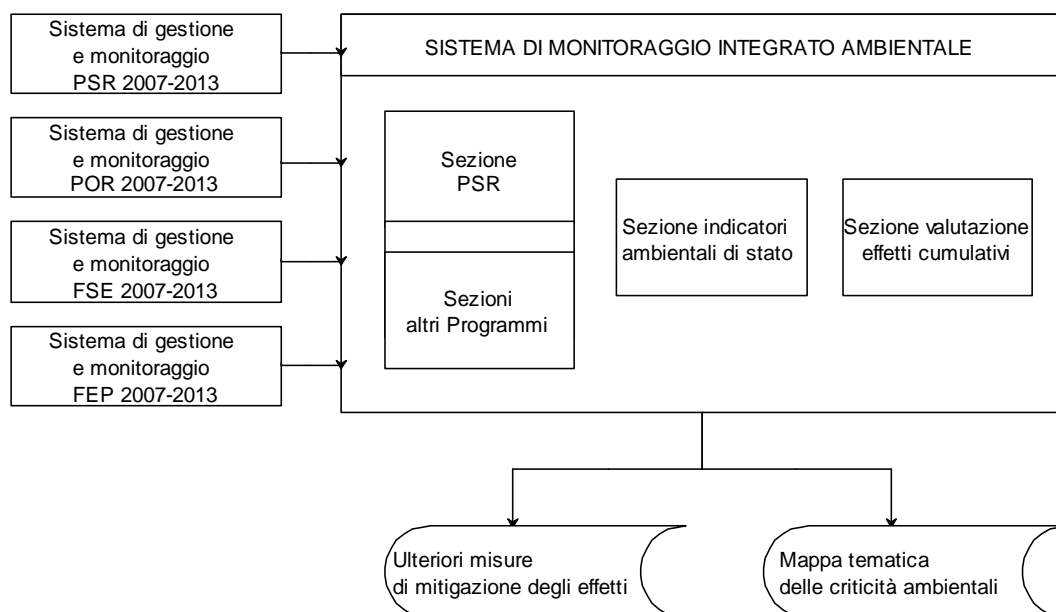 Sistema di gestione
e monitoraggio
PSR 2007-2013
Sistema di gestione
e monitoraggio
POR 2007-2013
Sistema di gestione
e monitoraggio
FSE 2007-2013
Sistema di gestione
e monitoraggio
FEP 2007-2013
SISTEMA DI MONITORAGGIO INTEGRATO AMBIENTALE
Sezione
PSR
Sezioni
altri Programmi
Sezione indicatori
ambientali di stato
Sezione valutazione
effetti cumulativi
Ulteriori misure
di mitigazione degli effetti
Mappa tematica
delle criticità ambientali